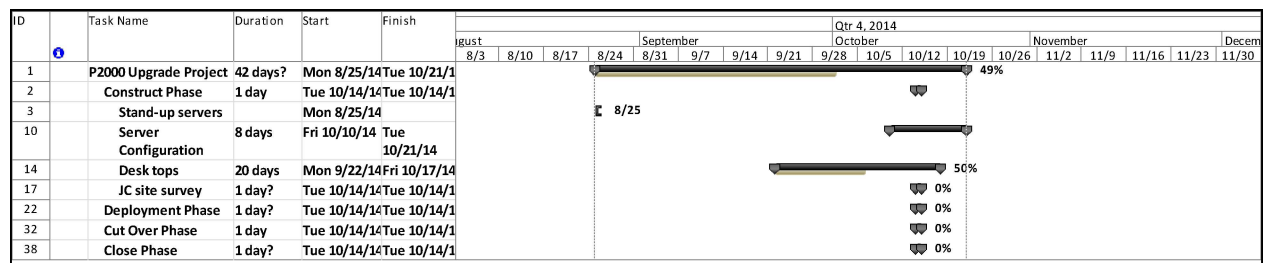 ID Task Name Duration Start Finish Qtr 4, 2014
gust September October November Decem
8/3 8/10 8/17 8/24 8/31 9/7 9/14 9/21 9/28 10/5 10/12 10/19 10/26 11/2 11/9 11/16 11/23 11/30
1 P2000 Upgrade Project 42 days? Mon 8/25/14 Tue 10/21/1 49%
2 Construct Phase 1 day Tue 10/14/14 Tue 10/14/1
3 Stand-up servers Mon 8/25/14 8/25
10 Server 8 days Fri 10/10/14 Tue
Configuration 10/21/14
14 Desk tops 20 days Mon 9/22/14 Fri 10/17/14 50%
17 JC site survey 1 day? Tue 10/14/14 Tue 10/14/1 0%
22 Deployment Phase 1 day? Tue 10/14/14 Tue 10/14/1 0%
32 Cut Over Phase 1 day Tue 10/14/14 Tue 10/14/1 0%
38 Close Phase 1 day? Tue 10/14/14 Tue 10/14/1 0%